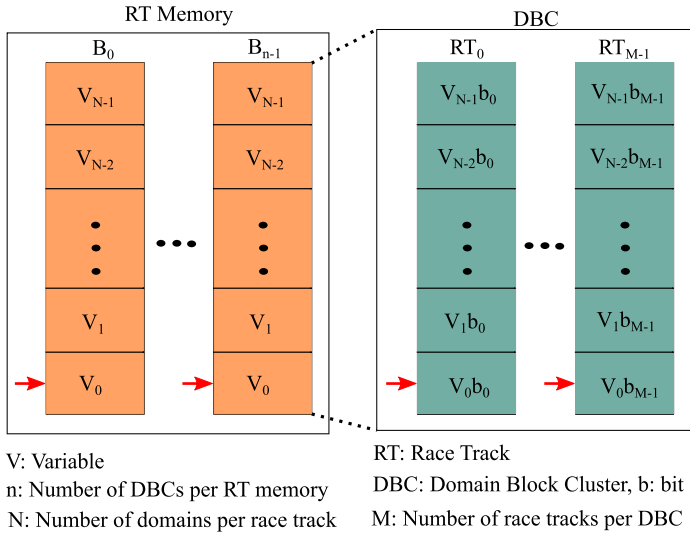 RT Memory
DBC
B0 Bn-1
RT0 RTM-1
VN-1 VN-1 VN-1b0 VN-1bM-1
VN-2 VN-2 VN-2b0 VN-2bM-1
V1 V1 V1b0 V1bM-1
V0 V0 V0b0 V0bM-1
V: Variable
n: Number of DBCs per RT memory
N: Number of domains per race track
RT: Race Track
DBC: Domain Block Cluster, b: bit
M: Number of race tracks per DBC